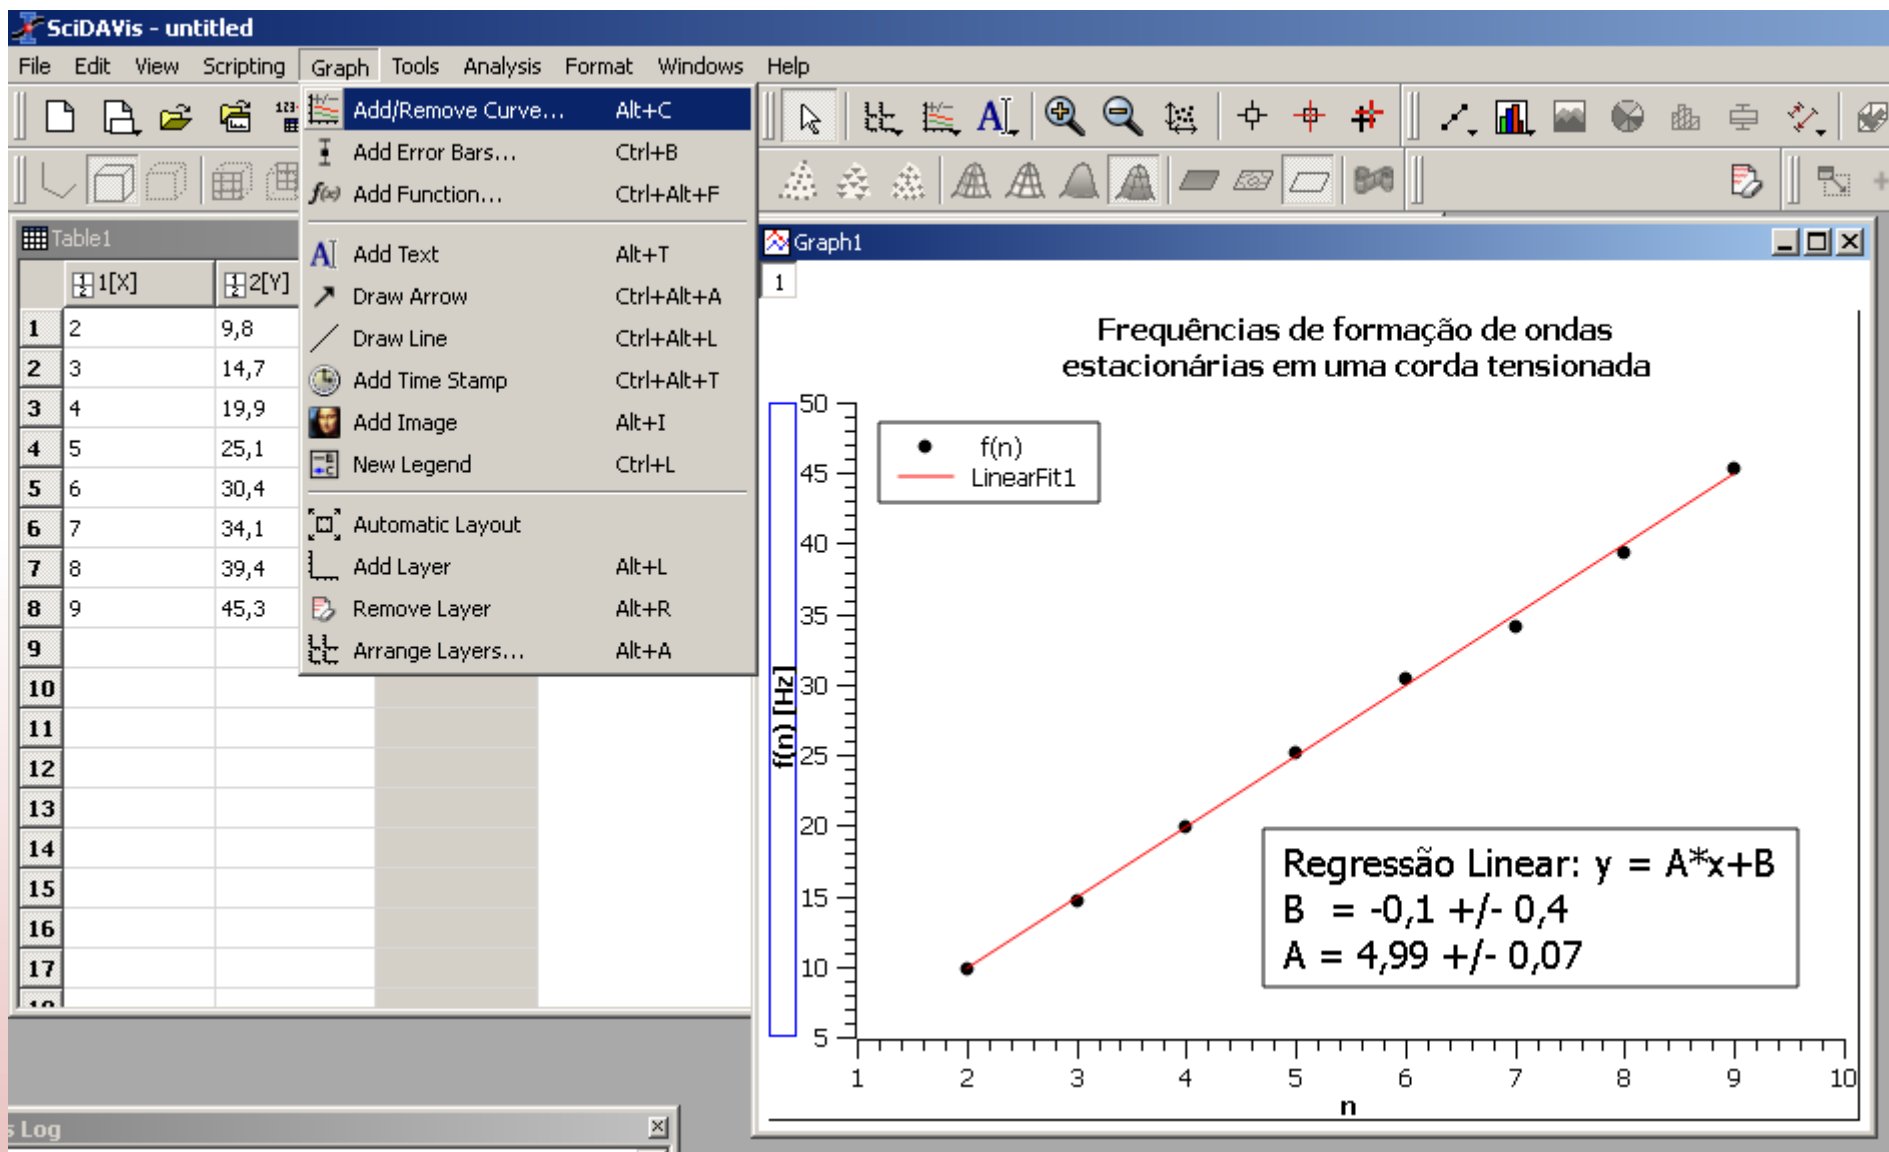 SciDAVis - untitled
File Edit View Scripting Graph Tools Analysis Format Windows Help
Add/Remove Curve... Alt+C
Add Error Bars... Ctrl+B
f(x) Add Function... Ctrl+Alt+F
Add Text Alt+T
Draw Arrow Ctrl+Alt+A
Draw Line Ctrl+Alt+L
Add Time Stamp Ctrl+Alt+T
Add Image Alt+I
New Legend Ctrl+L
Automatic Layout
Add Layer Alt+L
Remove Layer Alt+R
Arrange Layers... Alt+A
Table1
1[X] 2[Y]
1 2 9,8
2 3 14,7
3 4 19,9
4 5 25,1
5 6 30,4
6 7 34,1
7 8 39,4
8 9 45,3
9
10
11
12
13
14
15
16
17
Graph1
1
Frequências de formação de ondas
estacionárias em uma corda tensionada
f(n)
LinearFit1
50
45
40
35
30
25
20
15
10
5
f(n) [Hz]
Regressão Linear: y = A*x+B
B = -0,1 +/- 0,4
A = 4,99 +/- 0,07
1 2 3 4 5 6 7 8 9 10
n
s Log